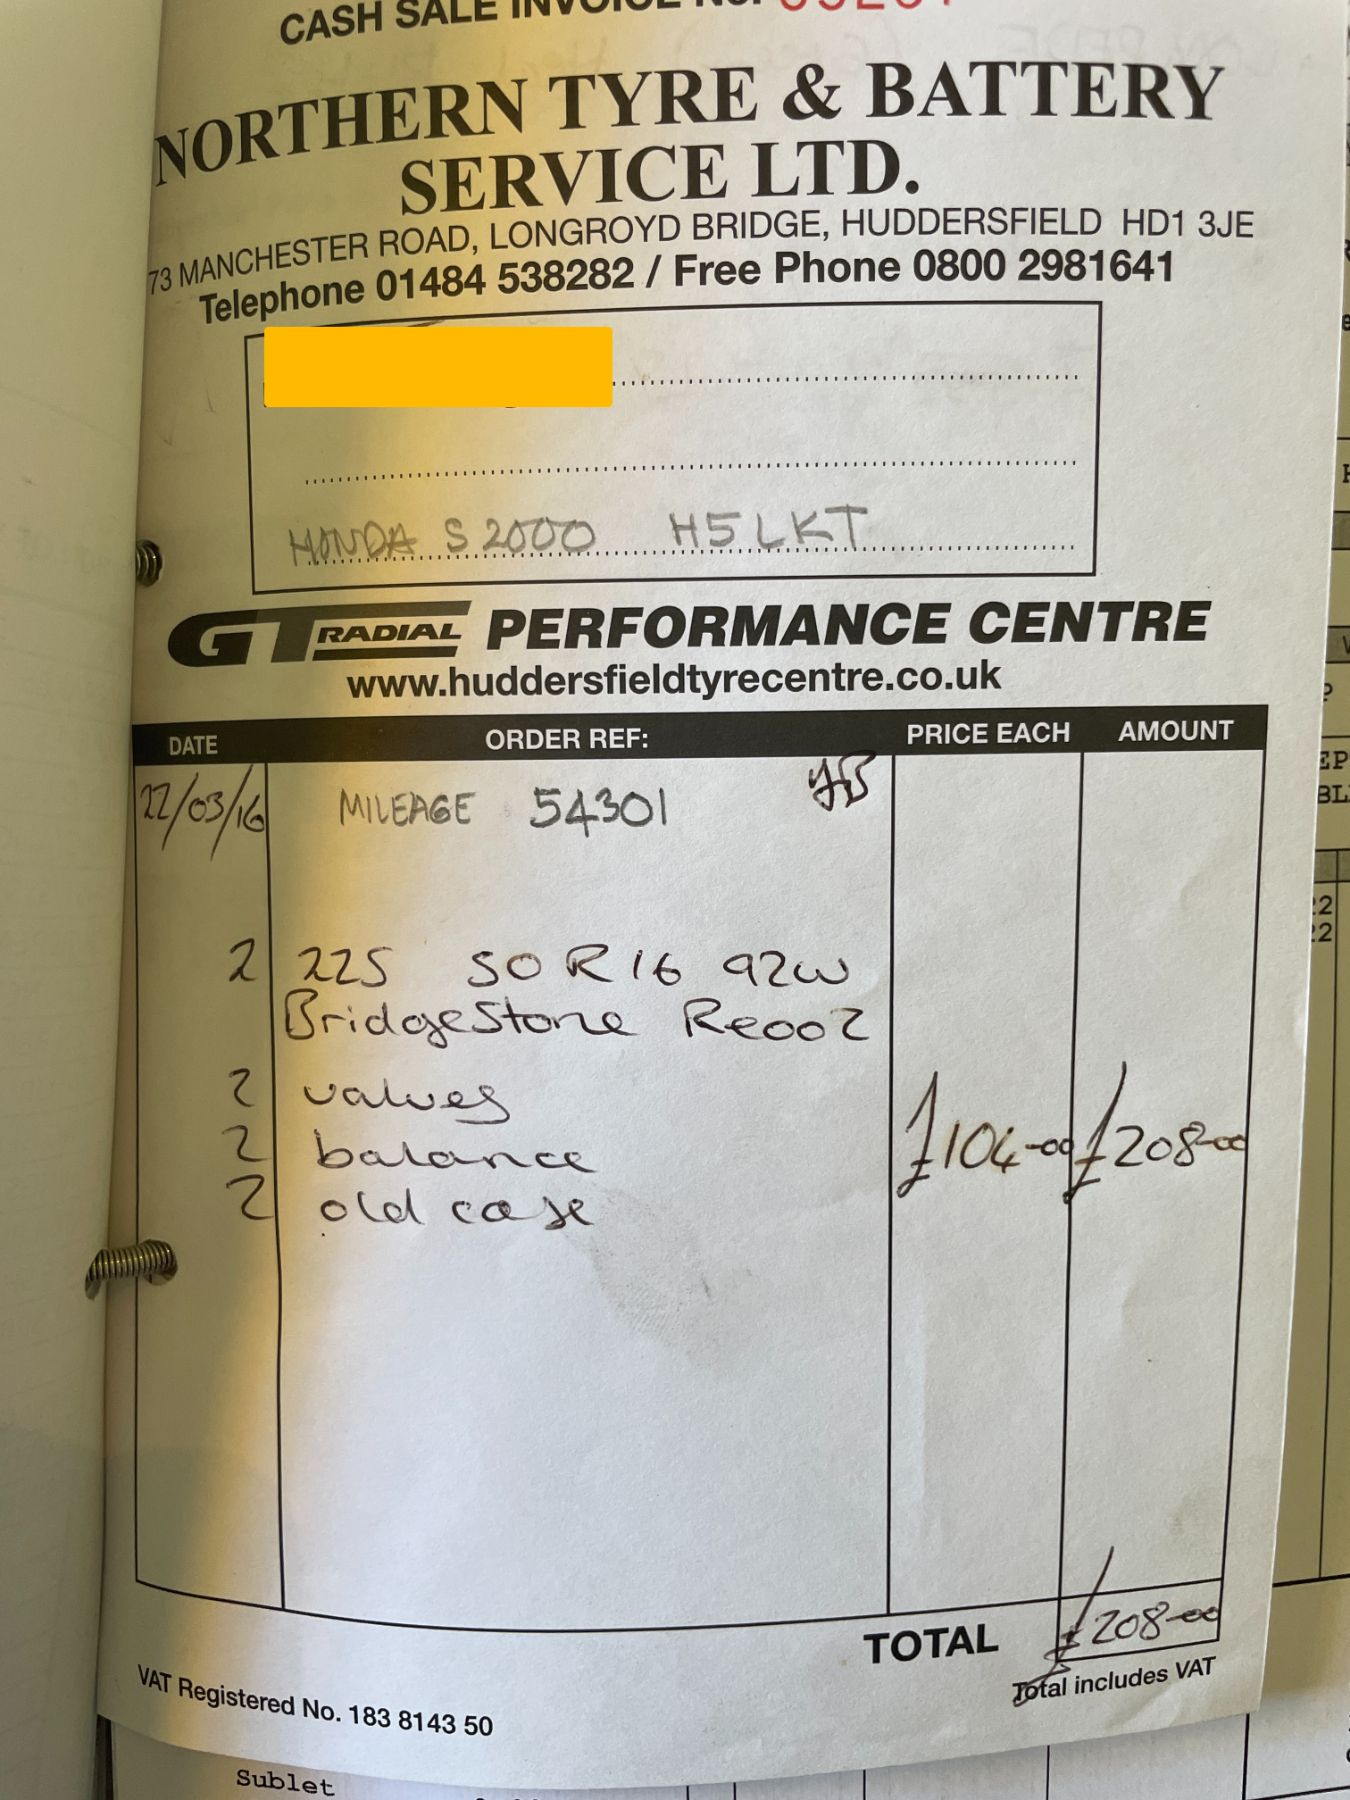 CASH SALE INVOICE No.
NORTHERN TYRE & BATTERY
SERVICE LTD.
73 MANCHESTER ROAD, LONGROYD BRIDGE, HUDDERSFIELD HD1 3JE
Telephone 01484 538282 / Free Phone 0800 2981641
HONDA S2000 H5LKT
GT RADIAL PERFORMANCE CENTRE
www.huddersfieldtyrecentre.co.uk
DATE ORDER REF: PRICE EACH AMOUNT
22/03/16 MILEAGE 54301
2 225 50 R16 92W
BridgeStone Re002
2 valves
2 balance £104-00 £208-00
2 old case
TOTAL £208-00
Total includes VAT
VAT Registered No. 183 8143 50
Sublet